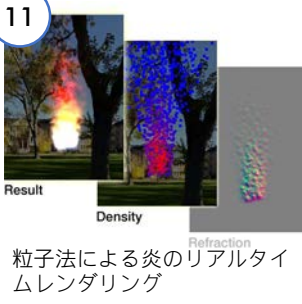 11
Result
Density
Refraction
粒子法による炎のリアルタイ
ムレンダリング